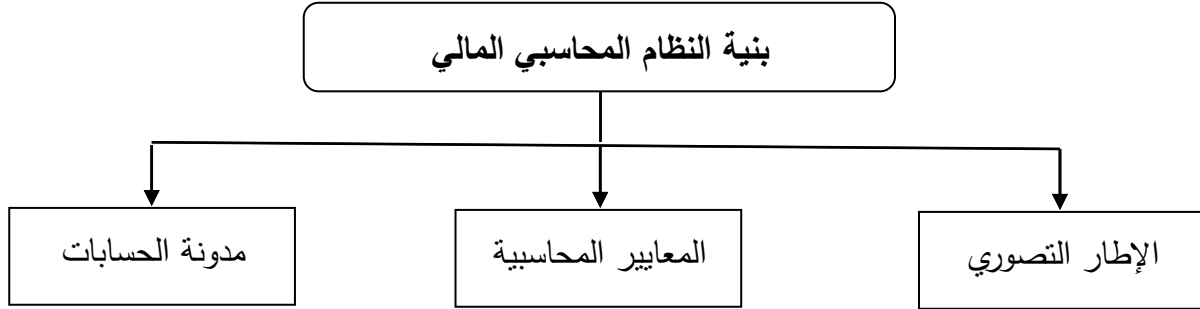 بنية النظام المحاسبي المالي
الإطار التصوري
المعايير المحاسبية
مدونة الحسابات